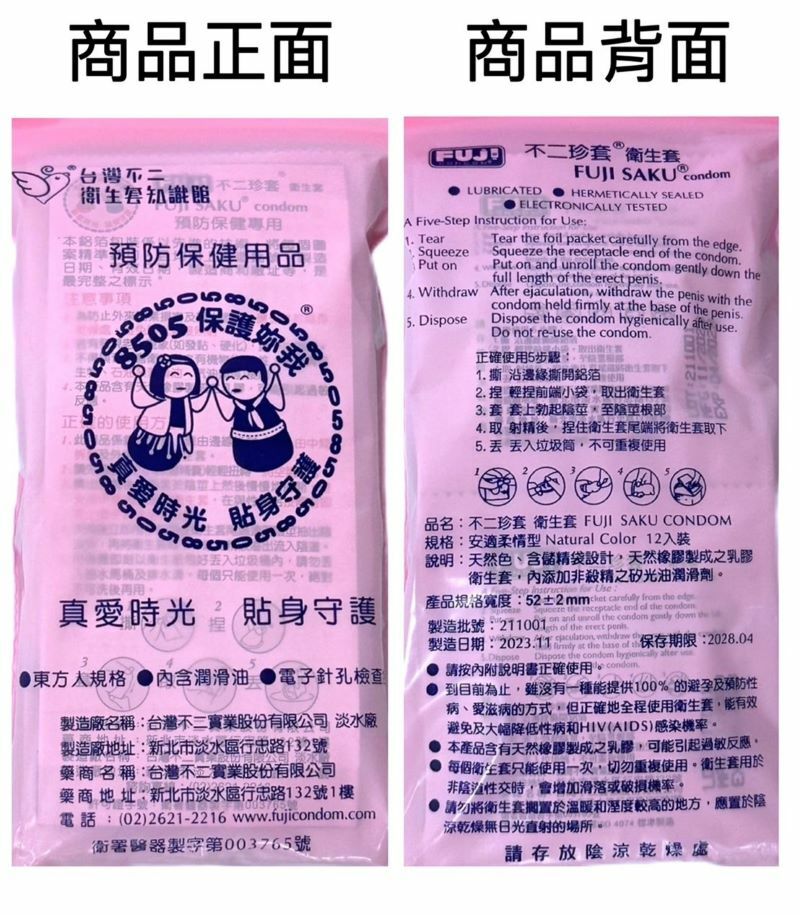 商品正面
商品背面
台灣不二
衛生套知識館
預防保健用品
8505 保護妳我®
真愛時光 貼身守護
真愛時光 貼身守護
●東方人規格 ●內含潤滑油 ●電子針孔檢查
製造廠名稱：台灣不二實業股份有限公司 淡水廠
製造廠地址：新北市淡水區行忠路132號
藥商名稱：台灣不二實業股份有限公司
藥商地址：新北市淡水區行忠路132號1樓
電話：(02)2621-2216 www.fujicondom.com
衛署醫器製字第003765號
FUJI 不二珍套® 衛生套
FUJI SAKU® condom
● LUBRICATED ● HERMETICALLY SEALED
● ELECTRONICALLY TESTED
A Five-Step Instruction for Use:
1. Tear Tear the foil packet carefully from the edge.
Squeeze Squeeze the receptacle end of the condom.
Put on Put on and unroll the condom gently down the
full length of the erect penis.
4. Withdraw After ejaculation, withdraw the penis with the
condom held firmly at the base of the penis.
5. Dispose Dispose the condom hygienically after use.
Do not re-use the condom.
正確使用5步驟：
1. 撕 沿邊緣撕開鋁箔
2. 捏 輕捏前端小袋，取出衛生套
3. 套 套上勃起陰莖，至陰莖根部
4. 取 射精後，捏住衛生套尾端將衛生套取下
5. 丟 丟入垃圾筒，不可重複使用
1 2 3 4 5
品名：不二珍套 衛生套 FUJI SAKU CONDOM
規格：安適柔情型 Natural Color 12入裝
說明：天然色，含儲精袋設計，天然橡膠製成之乳膠
衛生套，內添加非殺精之矽光油潤滑劑。
產品規格寬度：52±2mm
製造批號：211001
製造日期：2023.11 保存期限：2028.04
● 請按內附說明書正確使用。
● 到目前為止，雖沒有一種能提供100% 的避孕及預防性
病、愛滋病的方式，但正確地全程使用衛生套，能有效
避免及大幅降低性病和HIV(AIDS)感染機率。
● 本產品含有天然橡膠製成之乳膠，可能引起過敏反應。
● 每個衛生套只能使用一次，切勿重複使用。衛生套用於
非陰道性交時，會增加滑落或破損機率。
● 請勿將衛生套擱置於溫暖和溼度較高的地方，應置於陰
涼乾燥無日光直射的場所。
請存放陰涼乾燥處